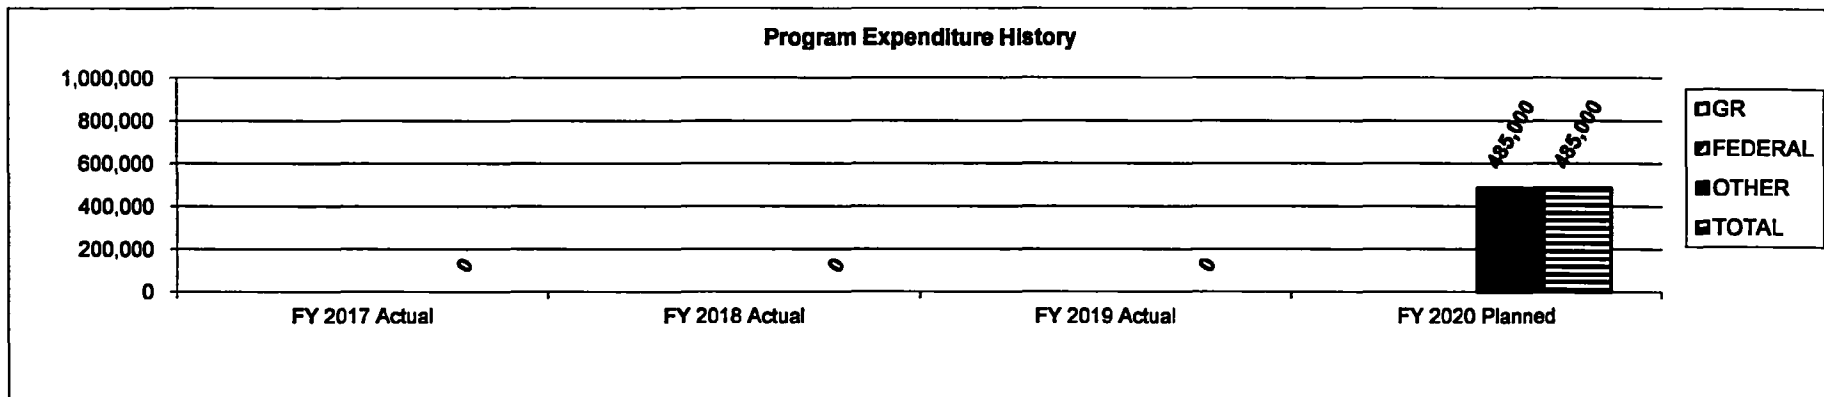 Program Expenditure History
1,000,000
800,000
600,000
400,000
200,000
0
0
0
0
485,000
485,000
FY 2017 Actual
FY 2018 Actual
FY 2019 Actual
FY 2020 Planned
GR
FEDERAL
OTHER
TOTAL